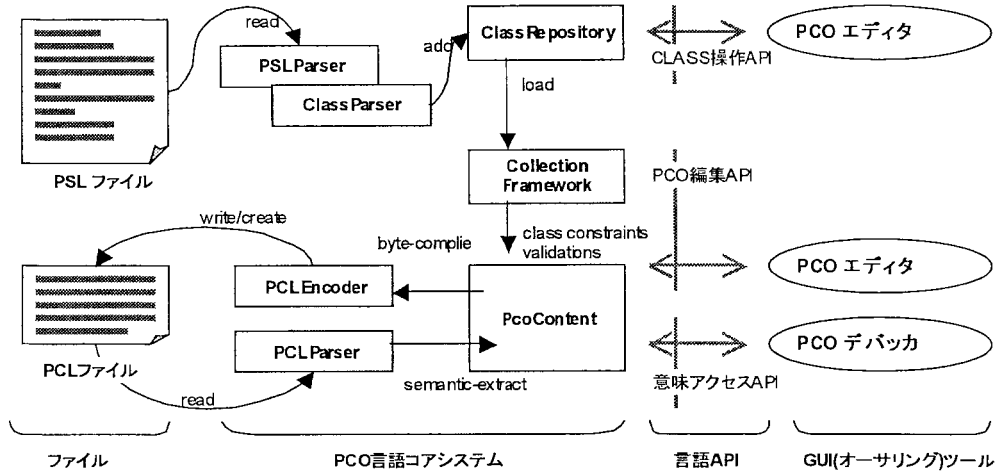 read
PSLParser
ClassParser
add
ClassRepository
PCO エディタ
CLASS操作API
load
PSL ファイル
Collection
Framework
PCO編集API
write/create
byte-complie
class constraints
validations
PCLEncoder
PcoContent
PCO エディタ
PCLParser
PCO デバッカ
PCLファイル
semantic-extract
意味アクセスAPI
read
ファイル
PCO言語コアシステム
言語API
GUI(オーサリング)ツール